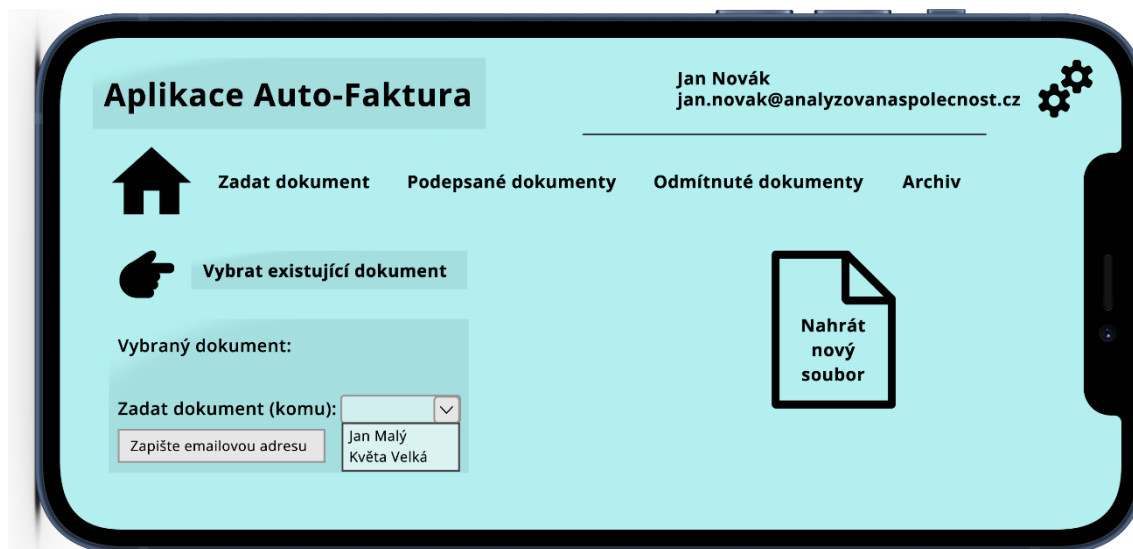 Aplikace Auto-Faktura
Jan Novák
jan.novak@analyzovanaspolecnost.cz
Zadat dokument
Podepsané dokumenty
Odmítnuté dokumenty
Archiv
Vybrat existující dokument
Vybraný dokument:
Zadat dokument (komu):
Zapište emailovou adresu
Jan Malý
Květa Velká
Nahrát
nový
soubor